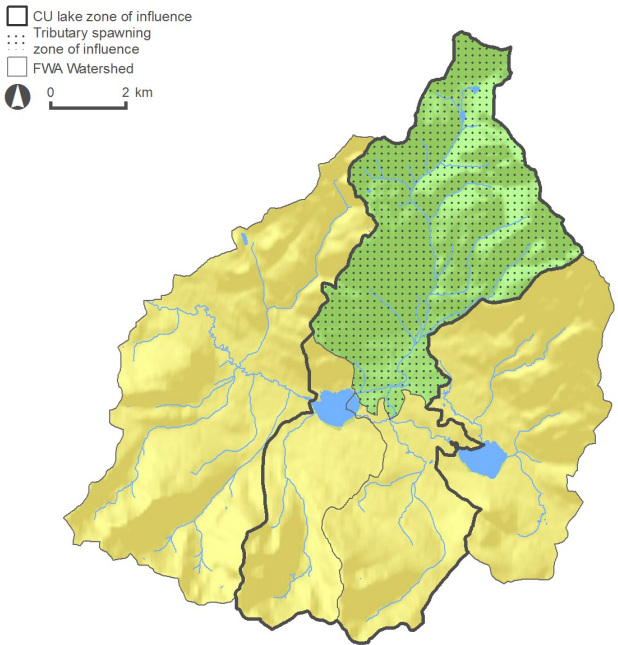 CU lake zone of influence
Tributary spawning
zone of influence
FWA Watershed
0 2 km